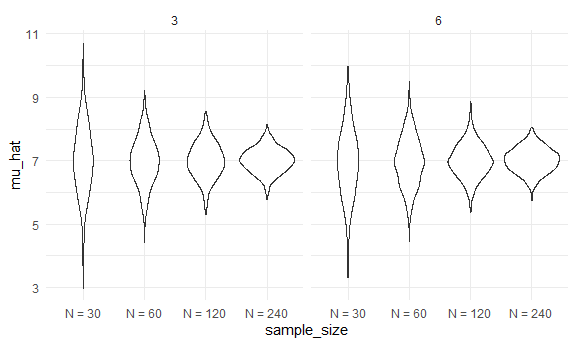 3 6
11
9
7
5
3
mu_hat
N = 30 N = 60 N = 120 N = 240 N = 30 N = 60 N = 120 N = 240
sample_size